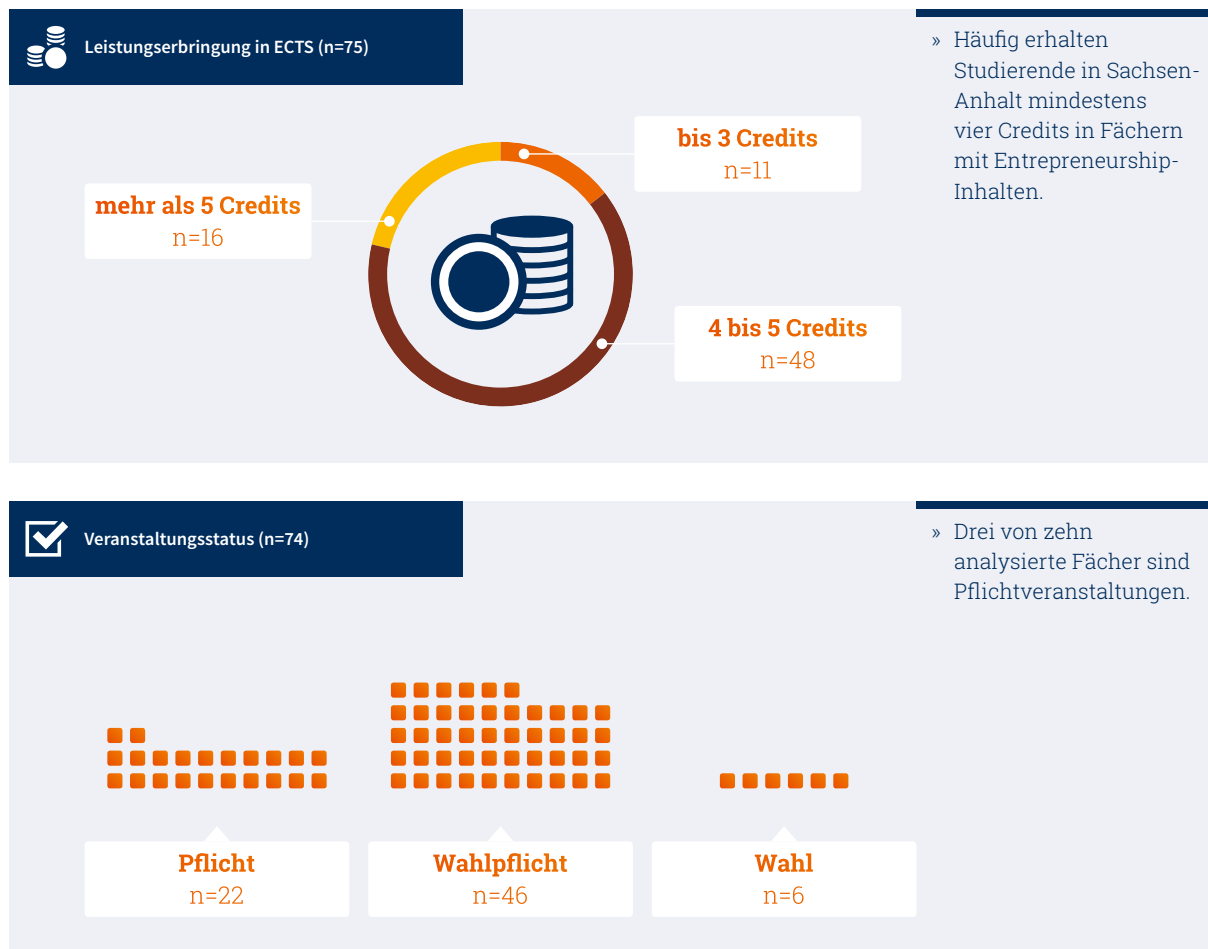 Leistungserbringung in ECTS (n=75)
» Häufig erhalten
Studierende in Sachsen-
Anhalt mindestens
vier Credits in Fächern
mit Entrepreneurship-
Inhalten.
bis 3 Credits
n=11
mehr als 5 Credits
n=16
4 bis 5 Credits
n=48
Veranstaltungsstatus (n=74)
» Drei von zehn
analysierte Fächer sind
Pflichtveranstaltungen.
Pflicht
n=22
Wahlpflicht
n=46
Wahl
n=6